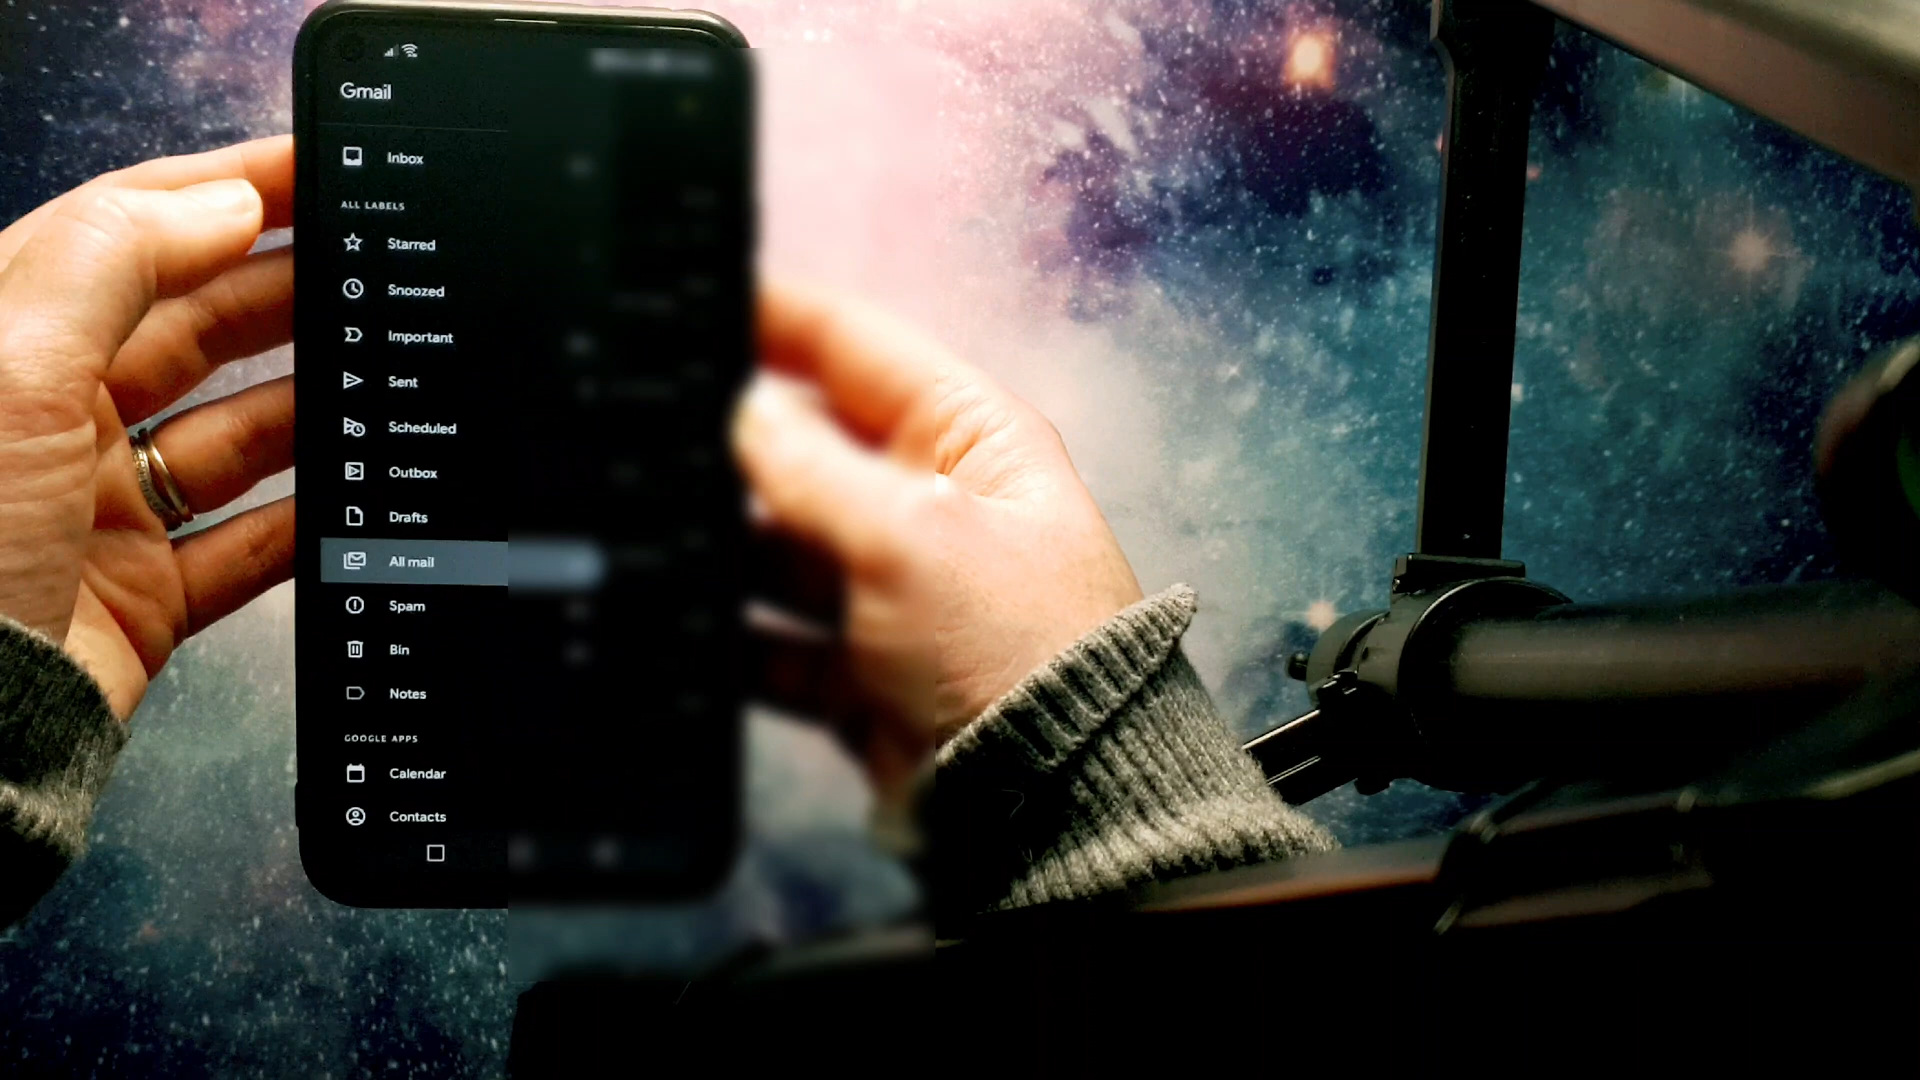 Gmail
Inbox
ALL LABELS
Starred
Snoozed
Important
Sent
Scheduled
Outbox
Drafts
All mail
Spam
Bin
Notes
GOOGLE APPS
Calendar
Contacts